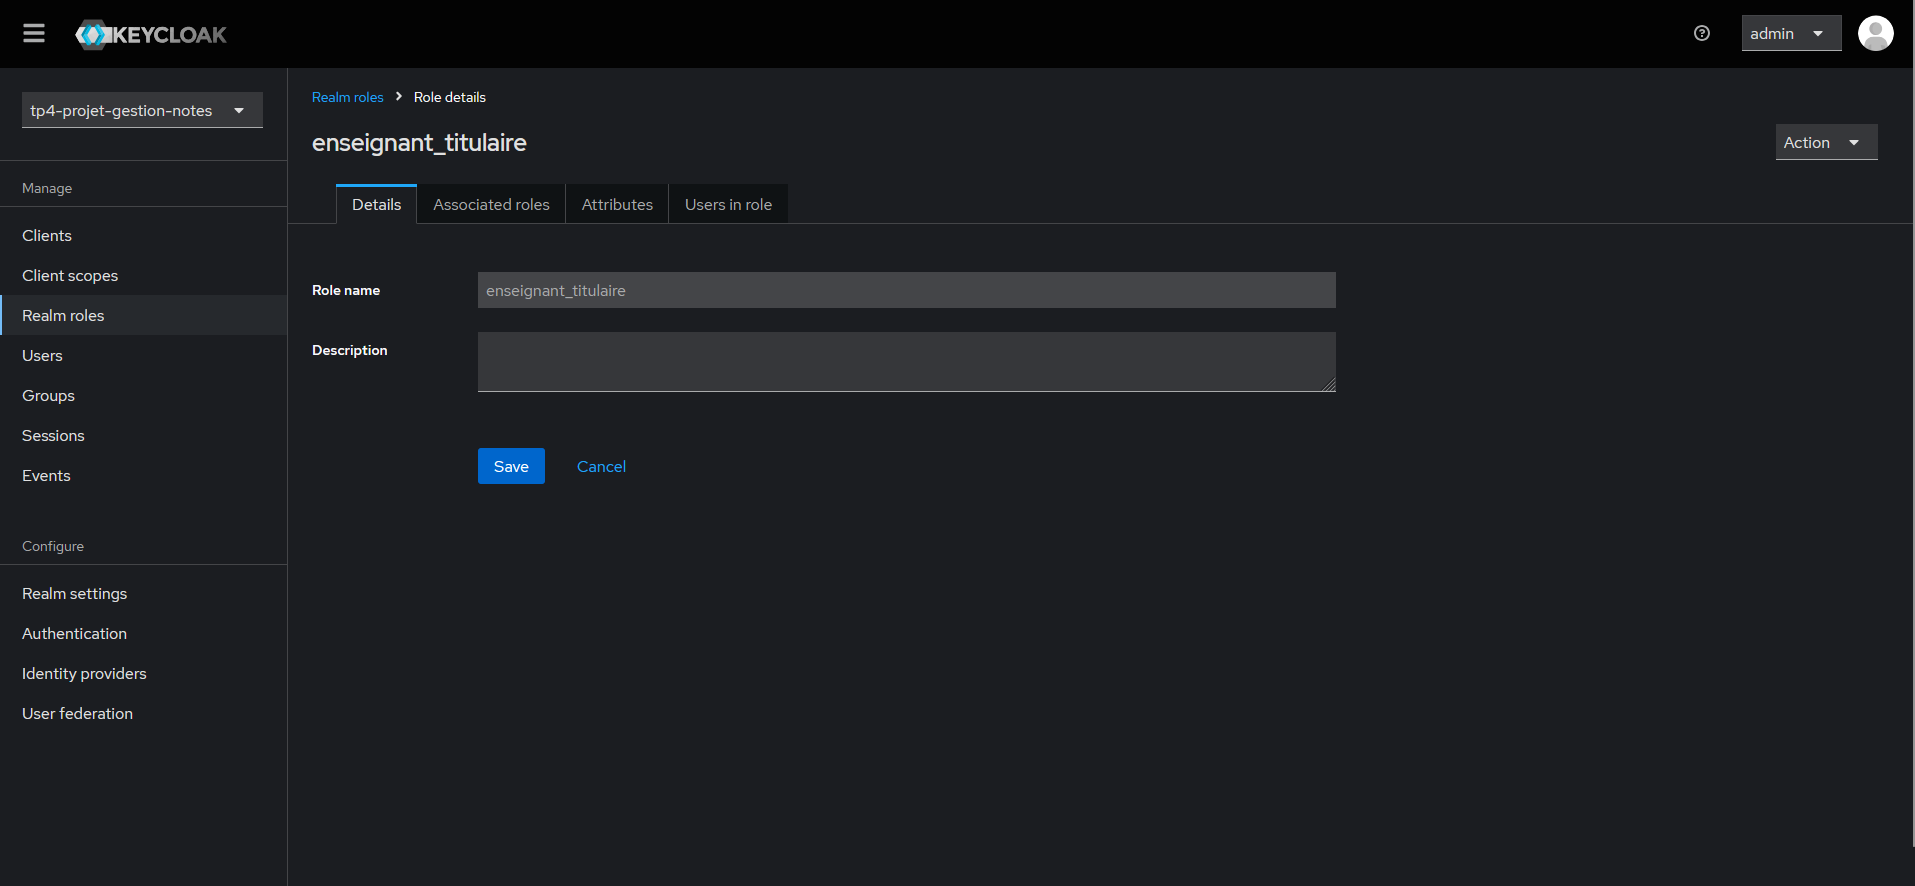 KEYCLOAK
admin
tp4-projet-gestion-notes
Manage
Clients
Client scopes
Realm roles
Users
Groups
Sessions
Events
Configure
Realm settings
Authentication
Identity providers
User federation
Realm roles > Role details
enseignant_titulaire
Action
Details Associated roles Attributes Users in role
Role name enseignant_titulaire
Description
Save Cancel